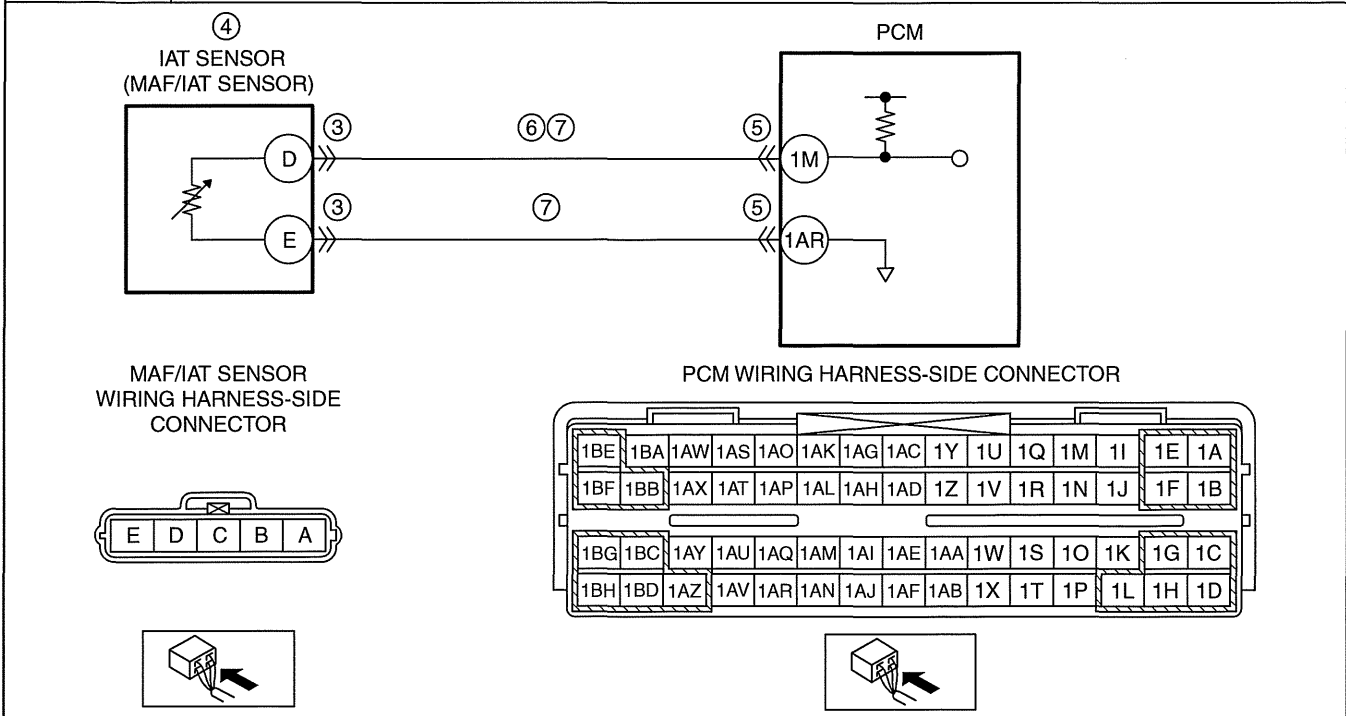 ④
IAT SENSOR
(MAF/IAT SENSOR)
PCM
D ③ ⑥⑦ ⑤ 1M
E ③ ⑦ ⑤ 1AR
MAF/IAT SENSOR
WIRING HARNESS-SIDE
CONNECTOR
E D C B A
PCM WIRING HARNESS-SIDE CONNECTOR
1BE 1BA 1AW 1AS 1AO 1AK 1AG 1AC 1Y 1U 1Q 1M 1I 1E 1A
1BF 1BB 1AX 1AT 1AP 1AL 1AH 1AD 1Z 1V 1R 1N 1J 1F 1B
1BG 1BC 1AY 1AU 1AQ 1AM 1AI 1AE 1AA 1W 1S 1O 1K 1G 1C
1BH 1BD 1AZ 1AV 1AR 1AN 1AJ 1AF 1AB 1X 1T 1P 1L 1H 1D